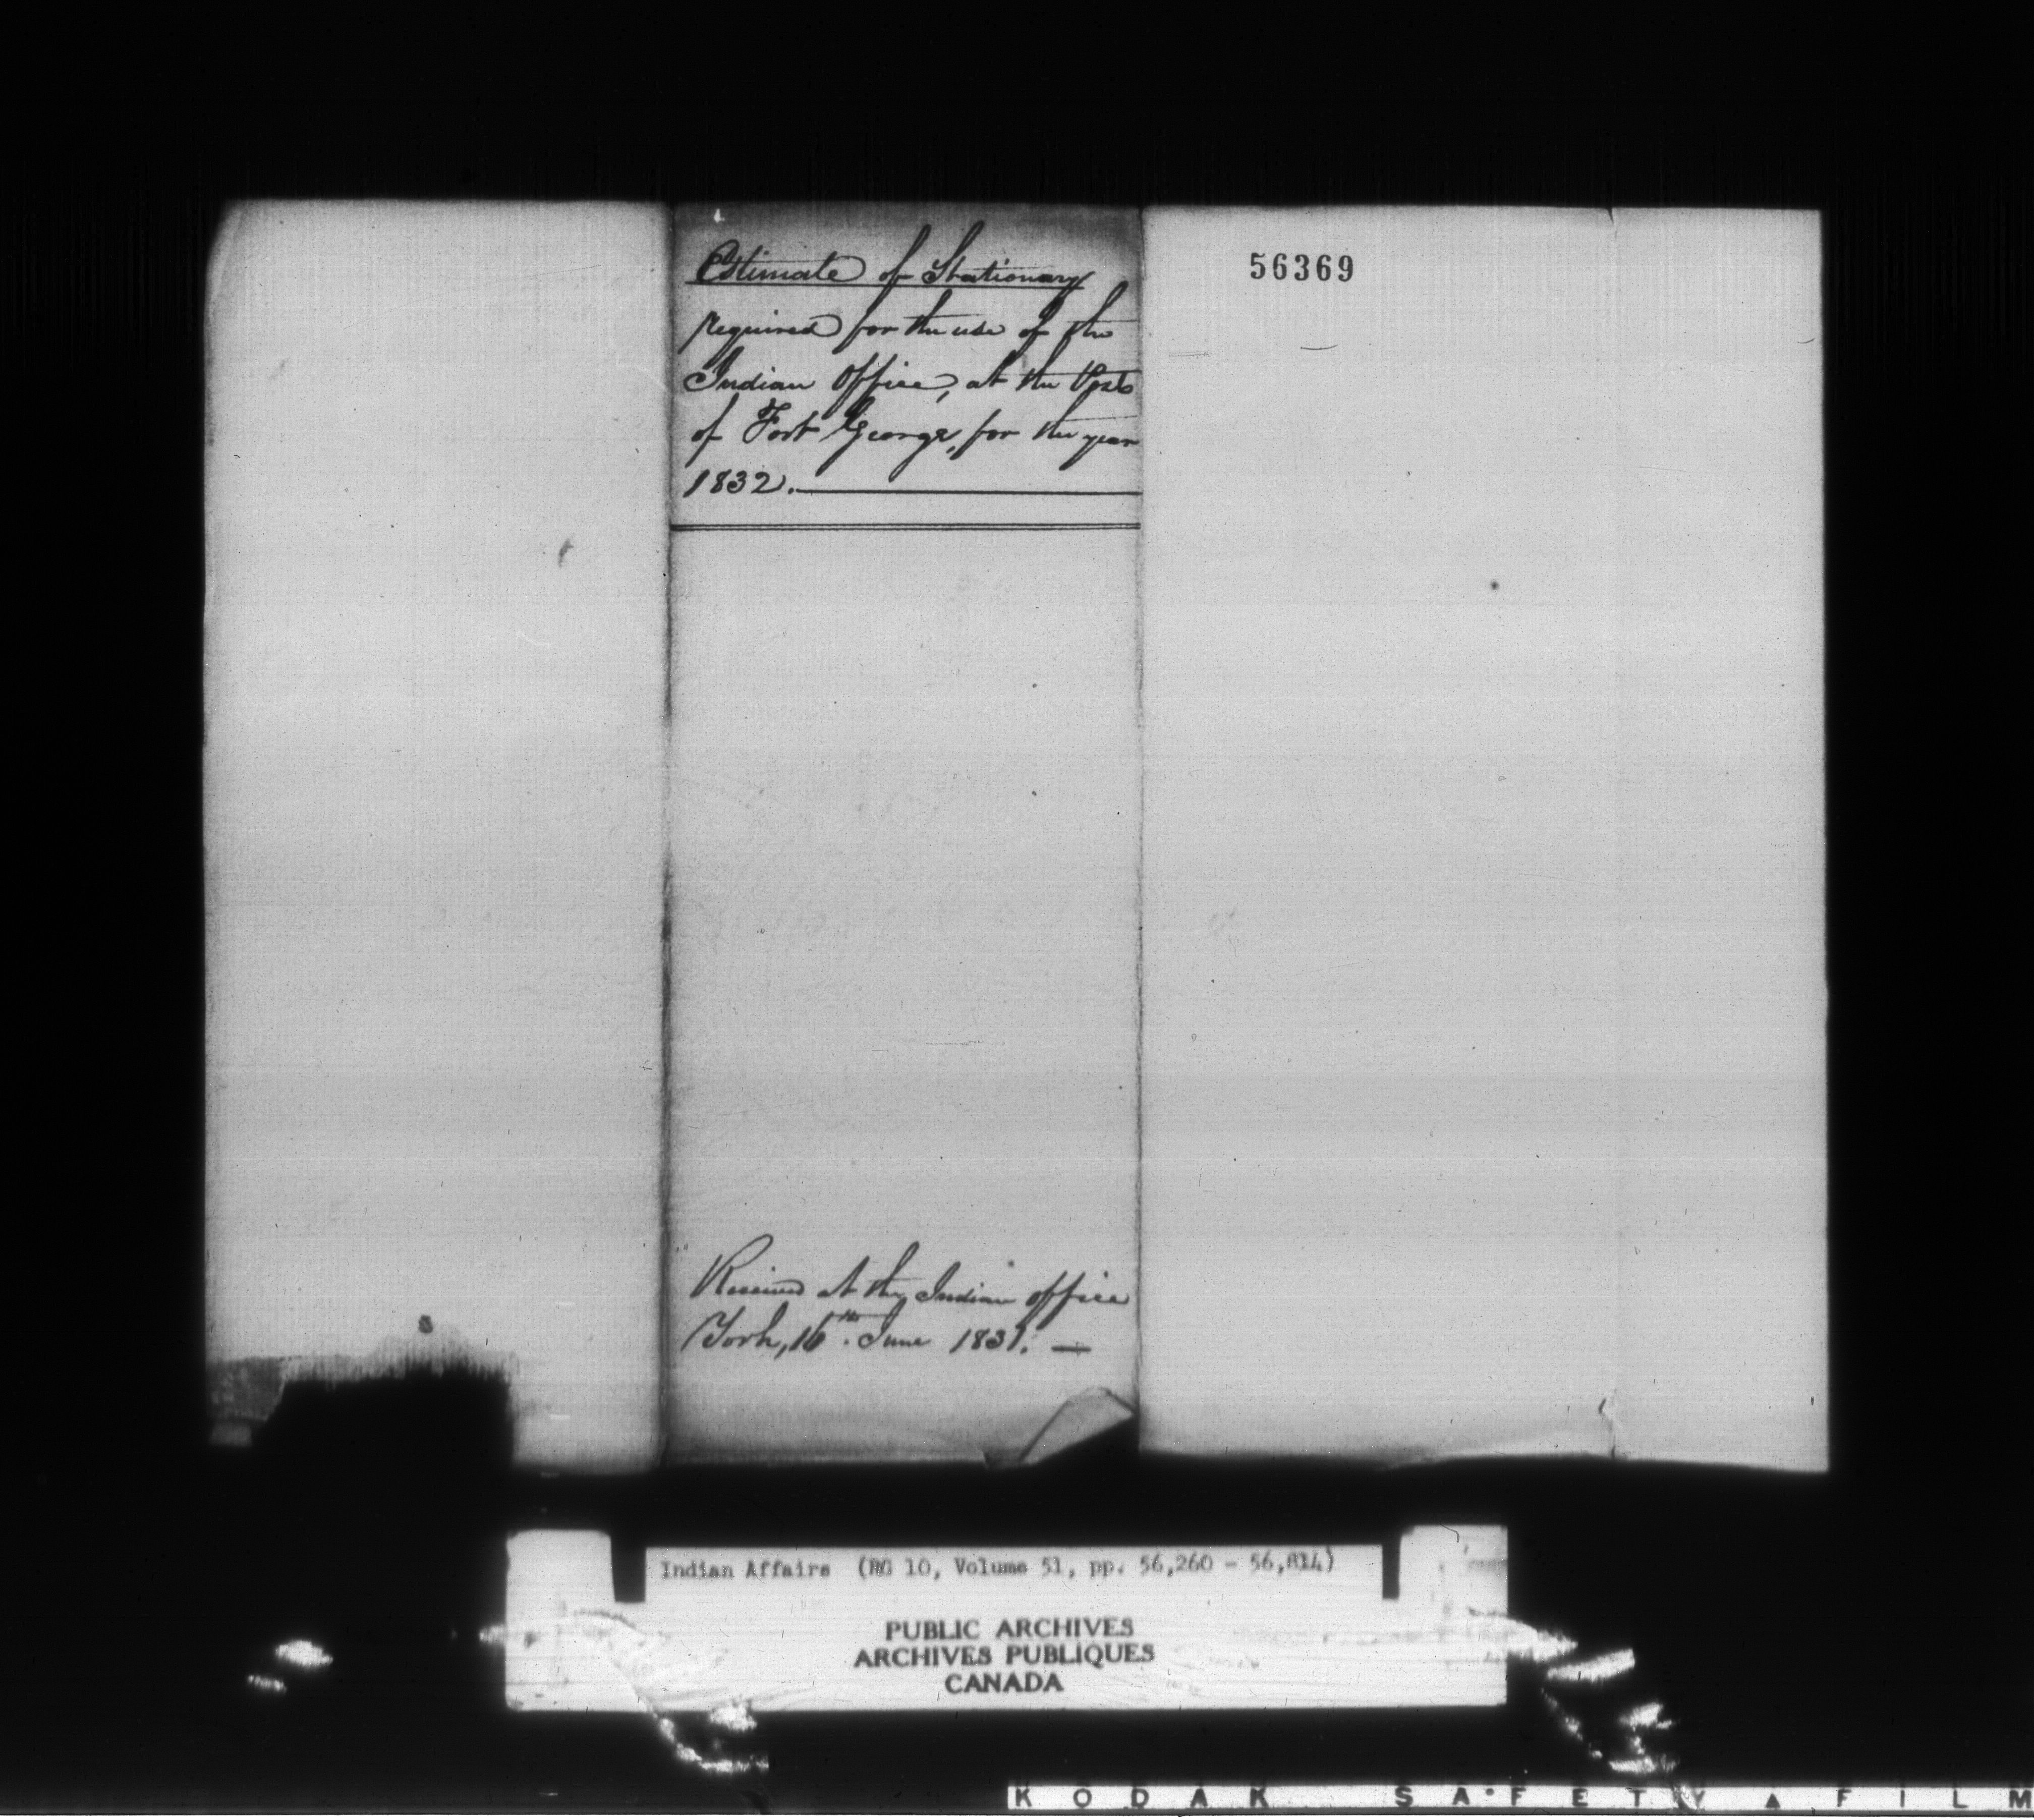 Estimate of Stationary
required for the use of the
Indian Office, at the Post
of Fort George, for the year
1832.
56369
Received at the Indian office
York, 16th. June 1831.
Indian Affairs (RG 10, Volume 51, pp. 56,260 - 56,814)
PUBLIC ARCHIVES
ARCHIVES PUBLIQUES
CANADA
KODAK SAFETY FILM